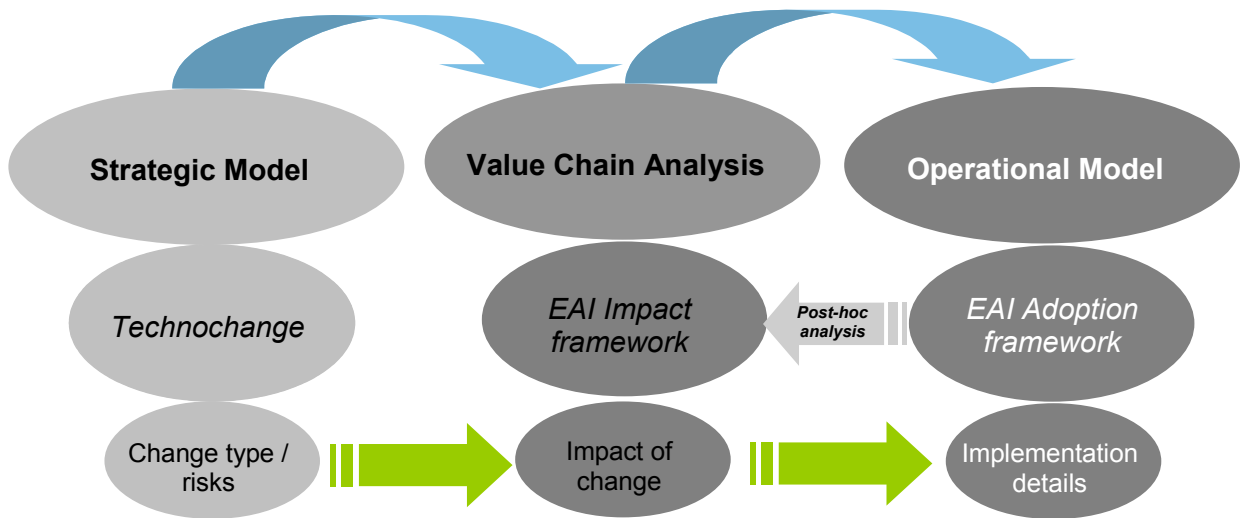 Strategic Model
Value Chain Analysis
Operational Model
Technochange
EAI Impact
framework
Post-hoc
analysis
EAI Adoption
framework
Change type /
risks
Impact of
change
Implementation
details